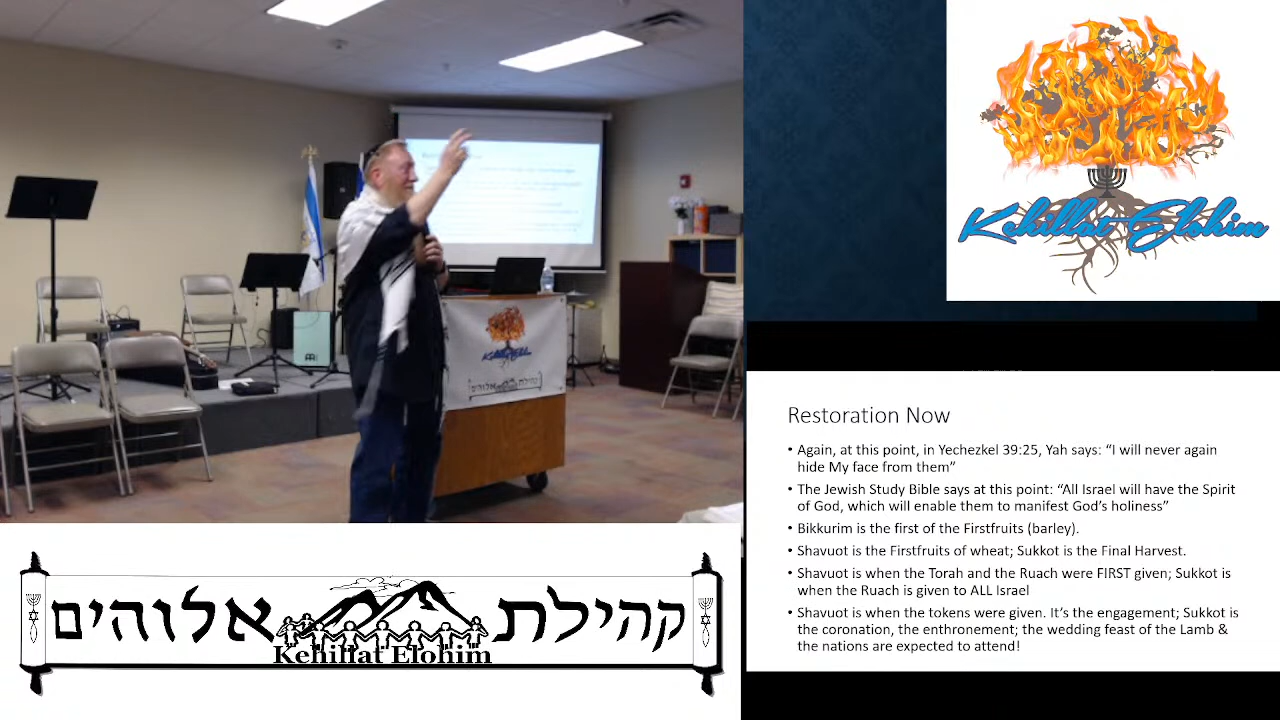 Kehillat Elohim
Restoration Now
• Again, at this point, in Yechezkel 39:25, Yah says: “I will never again
hide My face from them”
• The Jewish Study Bible says at this point: “All Israel will have the Spirit
of God, which will enable them to manifest God’s holiness”
• Bikkurim is the first of the Firstfruits (barley).
• Shavuot is the Firstfruits of wheat; Sukkot is the Final Harvest.
• Shavuot is when the Torah and the Ruach were FIRST given; Sukkot is
when the Ruach is given to ALL Israel
• Shavuot is when the tokens were given. It’s the engagement; Sukkot is
the coronation, the enthronement; the wedding feast of the Lamb &
the nations are expected to attend!
קהילת אלוהים
Kehillat Elohim